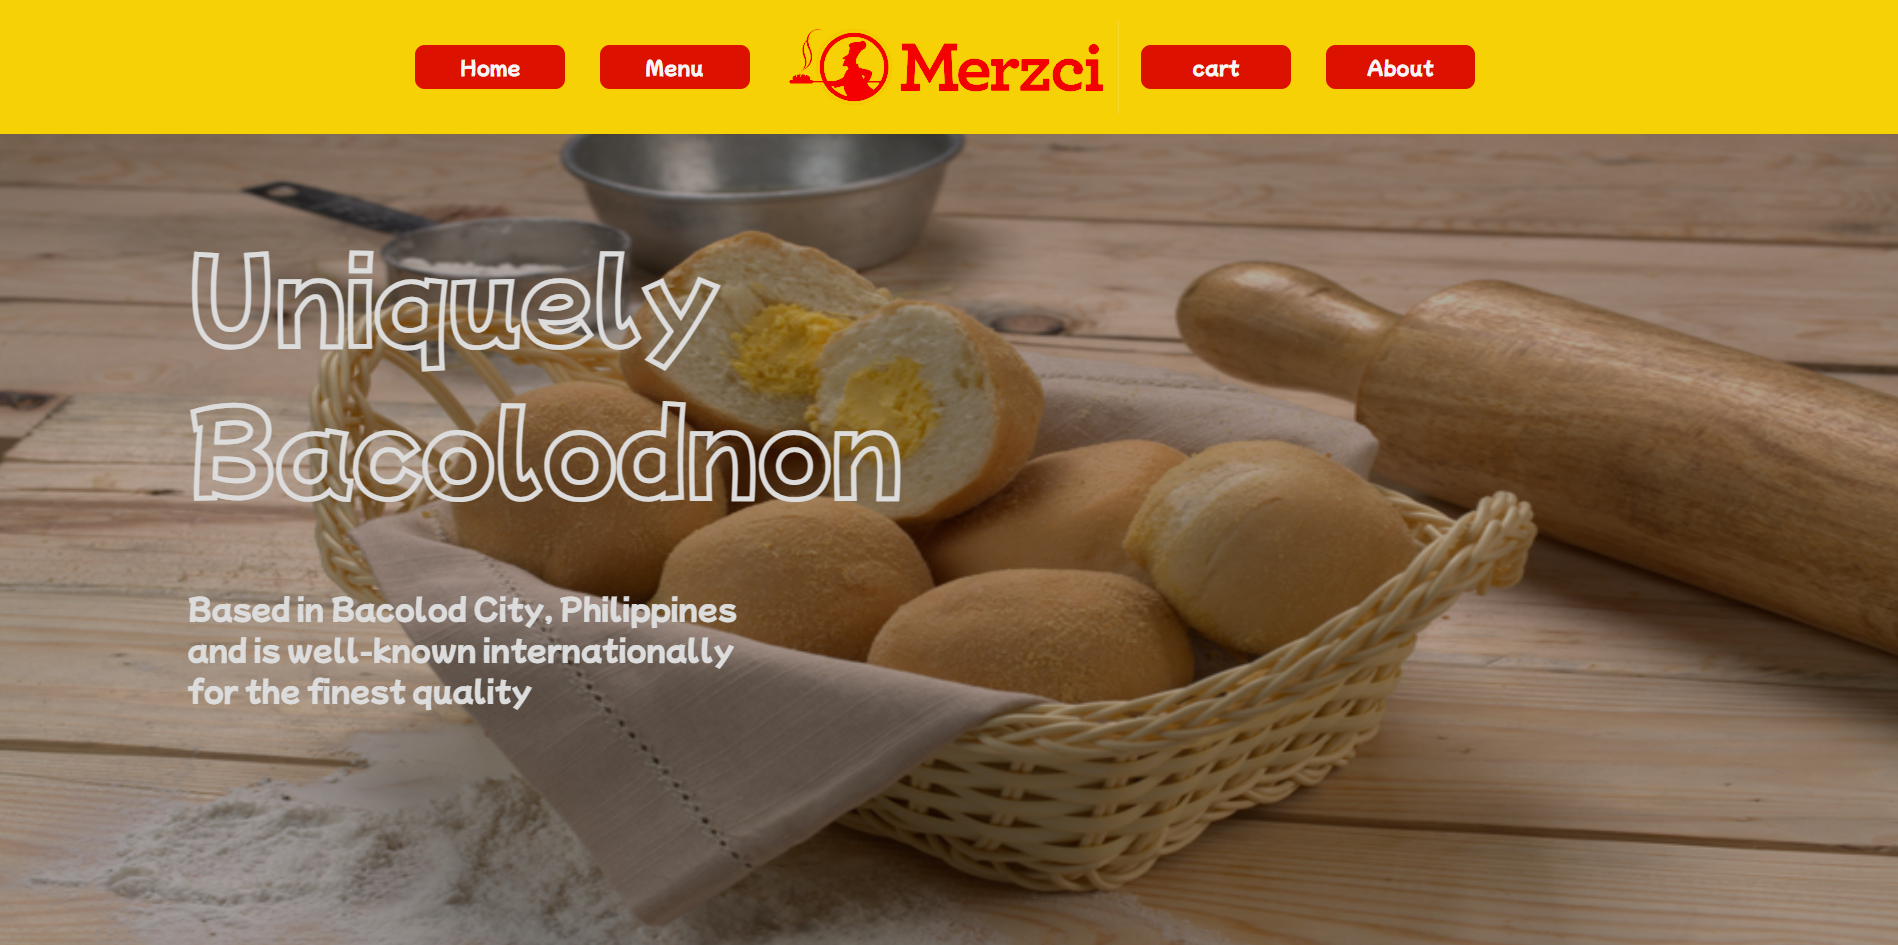 Home
Menu
Merzci
cart
About
Uniquely
Bacolodnon
Based in Bacolod City, Philippines
and is well-known internationally
for the finest quality